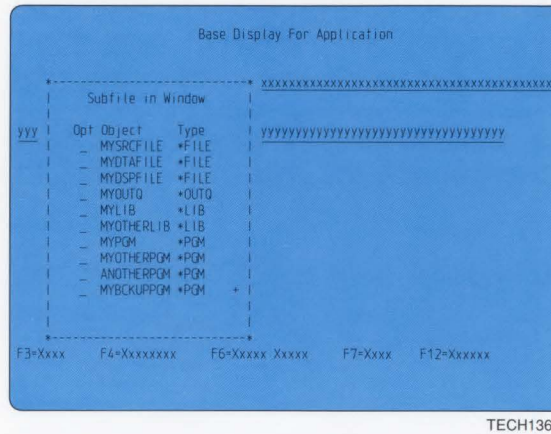 Base Display For Application
*-----------------------------* xxxxxxxxxxxxxxxxxxxxxxxxxxxxxxxxxxxxxxxxxx
| Subfile in Window |
yyy | Opt Object Type | yyyyyyyyyyyyyyyyyyyyyyyyyyyyyyyyyyy
| _ MYSRCFILE *FILE |
| _ MYDTAFILE *FILE |
| _ MYDSPFILE *FILE |
| _ MYOUTQ *OUTQ |
| _ MYLIB *LIB |
| _ MYOTHERLIB *LIB |
| _ MYPGM *PGM |
| _ MYOTHERPGM *PGM |
| _ ANOTHERPGM *PGM |
| _ MYBCKUPPGM *PGM + |
*-----------------------------*
F3=Xxxx F4=Xxxxxxxx F6=Xxxxx Xxxxx F7=Xxxx F12=Xxxxxx
TECH136